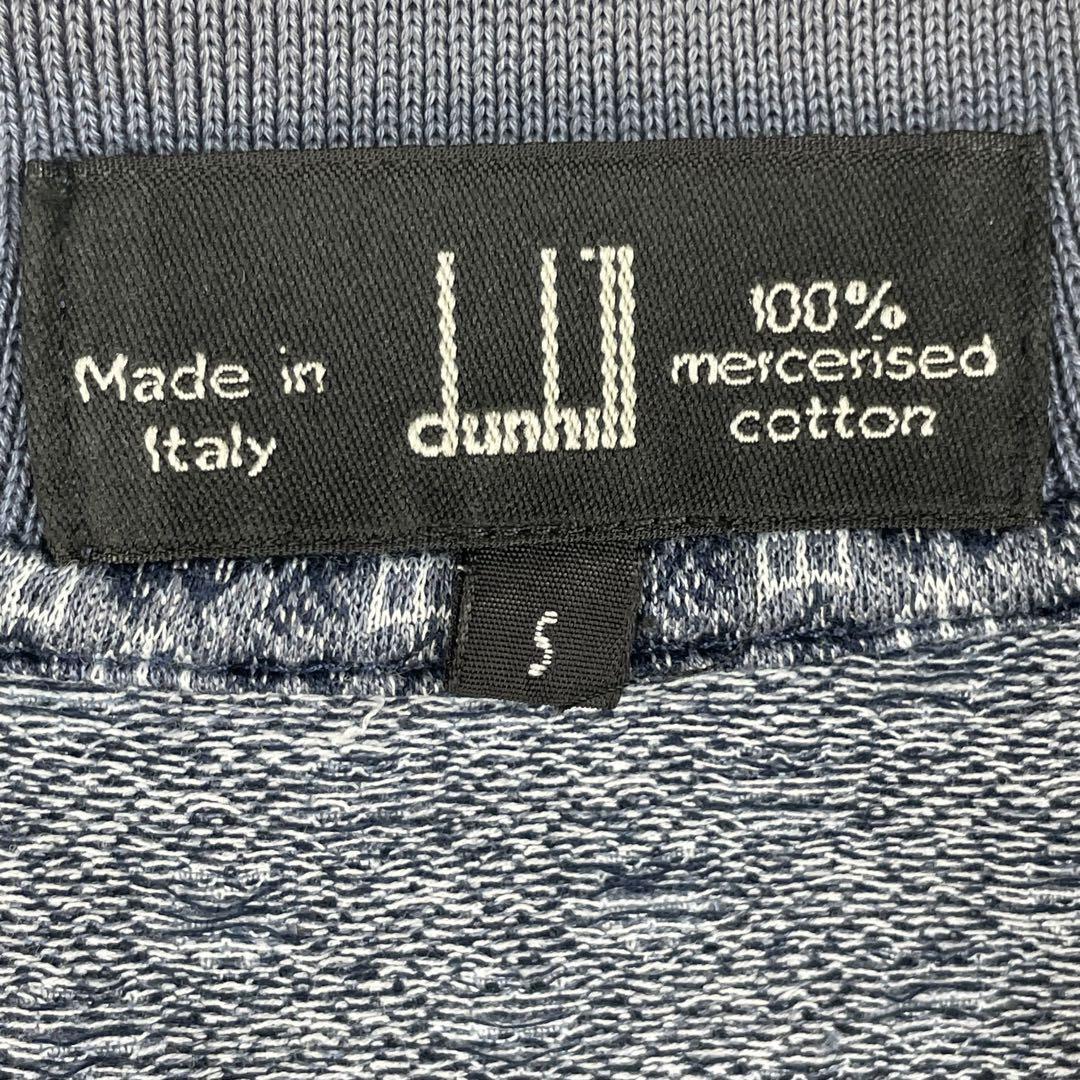 Made in
Italy
dunhill
100%
mercerised
cotton
S